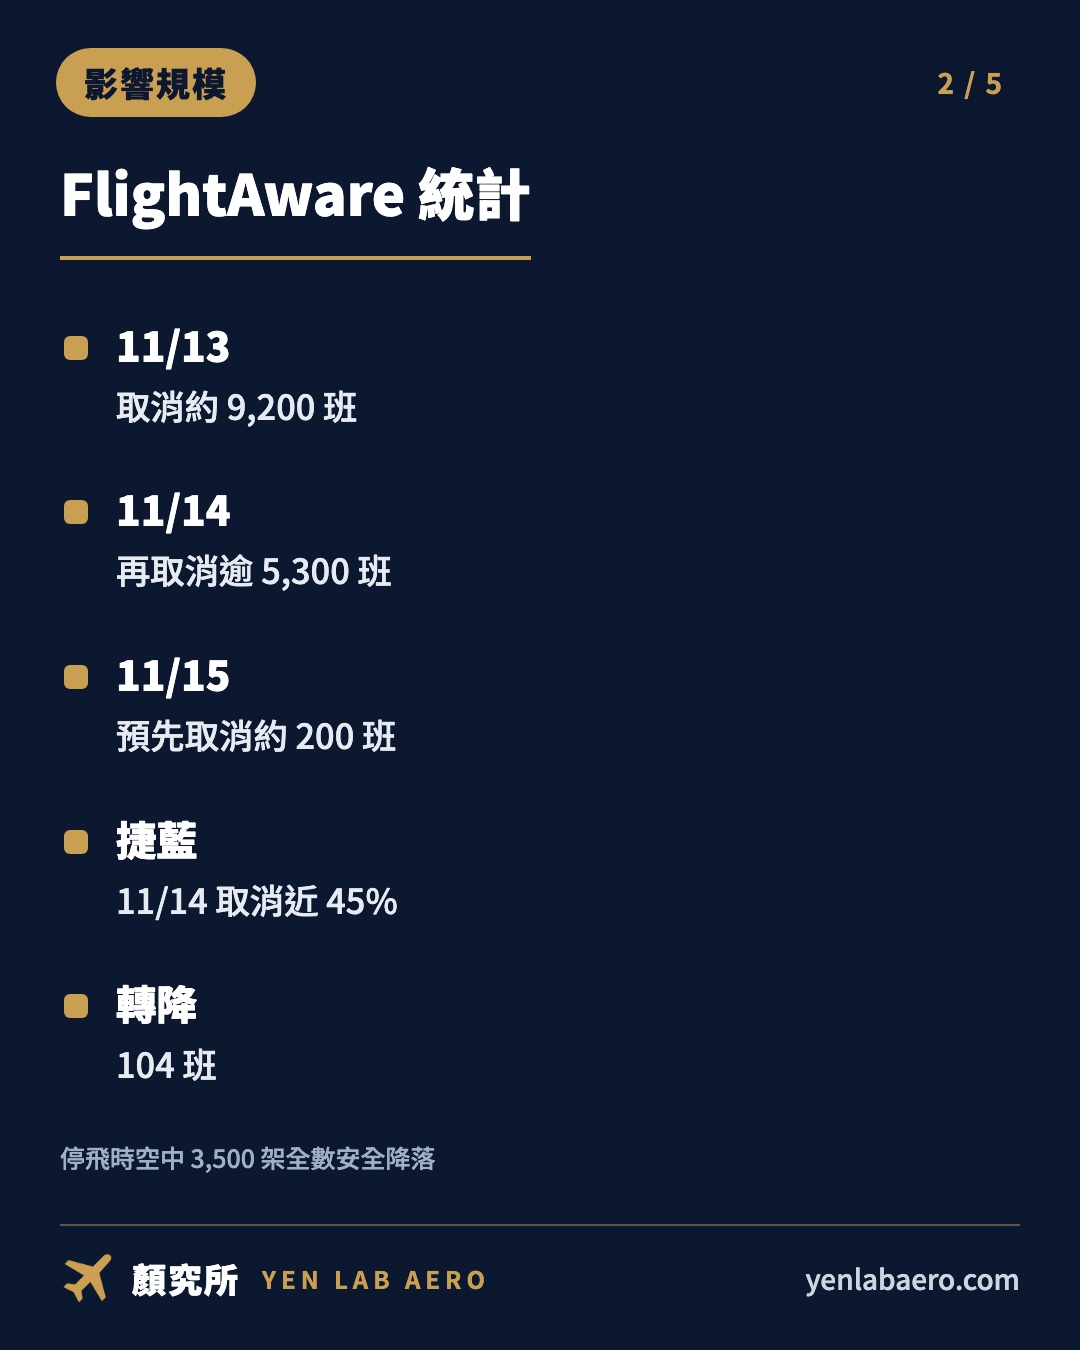 影響規模
2 / 5
FlightAware 統計
11/13
取消約 9,200 班
11/14
再取消逾 5,300 班
11/15
預先取消約 200 班
捷藍
11/14 取消近 45%
轉降
104 班
停飛時空中 3,500 架全數安全降落
顏究所 YEN LAB AERO
yenlabaero.com